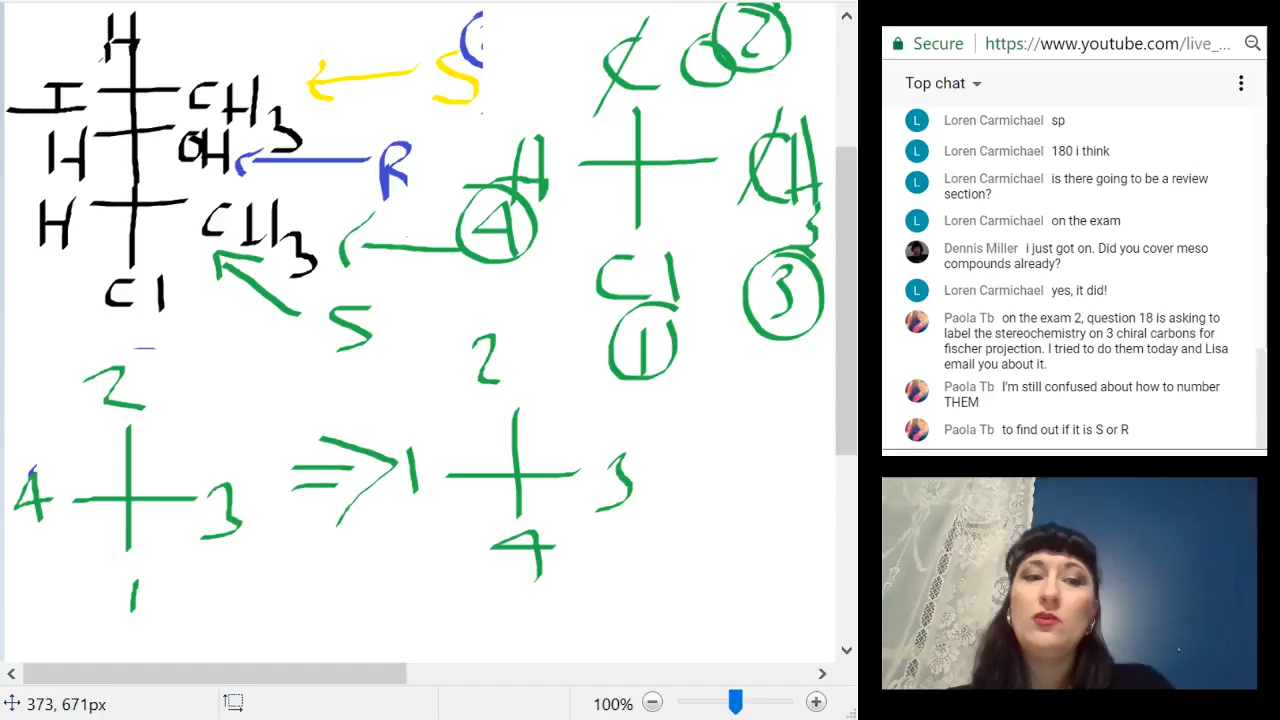 H
I CH3
H OH
H CH3
Cl
S
R
S
C C 2
H CH3
4
Cl 3
1
2
4 3
1
=>
2
1 3
4
373, 671px
100%
Secure https://www.youtube.com/live_...
Top chat
L Loren Carmichael sp
L Loren Carmichael 180 i think
L Loren Carmichael is there going to be a review
section?
L Loren Carmichael on the exam
Dennis Miller i just got on. Did you cover meso
compounds already?
L Loren Carmichael yes, it did!
Paola Tb on the exam 2, question 18 is asking to
label the stereochemistry on 3 chiral carbons for
fischer projection. I tried to do them today and Lisa
email you about it.
Paola Tb I'm still confused about how to number
THEM
Paola Tb to find out if it is S or R